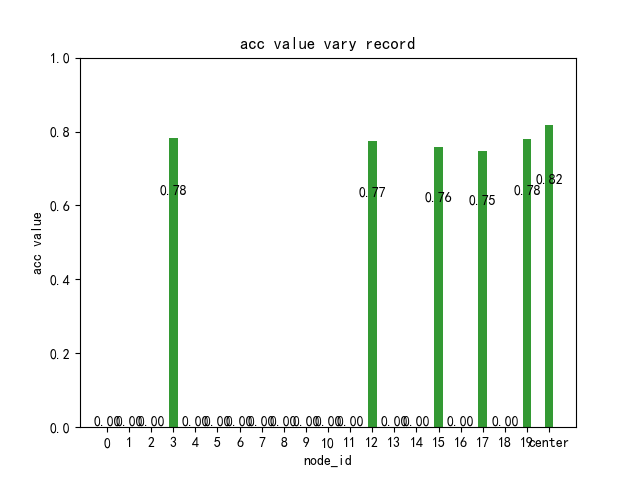 acc value vary record
acc value
1.0
0.8
0.6
0.4
0.2
0.0
0.00 0.00 0.00 0.78 0.00 0.00 0.00 0.00 0.00 0.00 0.00 0.00 0.77 0.00 0.00 0.76 0.00 0.75 0.00 0.78 0.82
0 1 2 3 4 5 6 7 8 9 10 11 12 13 14 15 16 17 18 19 center
node_id